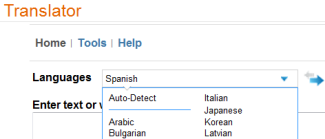 Translator
Home | Tools | Help
Languages Spanish
Auto-Detect Italian
Japanese
Enter text or Arabic Korean
Bulgarian Latvian